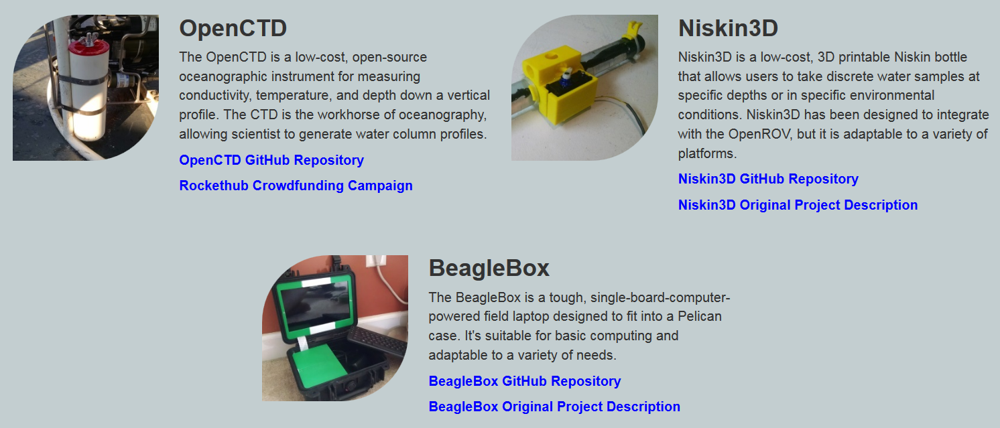 OpenCTD
The OpenCTD is a low-cost, open-source
oceanographic instrument for measuring
conductivity, temperature, and depth down a vertical
profile. The CTD is the workhorse of oceanography,
allowing scientist to generate water column profiles.
OpenCTD GitHub Repository
Rockethub Crowdfunding Campaign
Niskin3D
Niskin3D is a low-cost, 3D printable Niskin bottle
that allows users to take discrete water samples at
specific depths or in specific environmental
conditions. Niskin3D has been designed to integrate
with the OpenROV, but it is adaptable to a variety of
platforms.
Niskin3D GitHub Repository
Niskin3D Original Project Description
BeagleBox
The BeagleBox is a tough, single-board-computer-
powered field laptop designed to fit into a Pelican
case. It's suitable for basic computing and
adaptable to a variety of needs.
BeagleBox GitHub Repository
BeagleBox Original Project Description